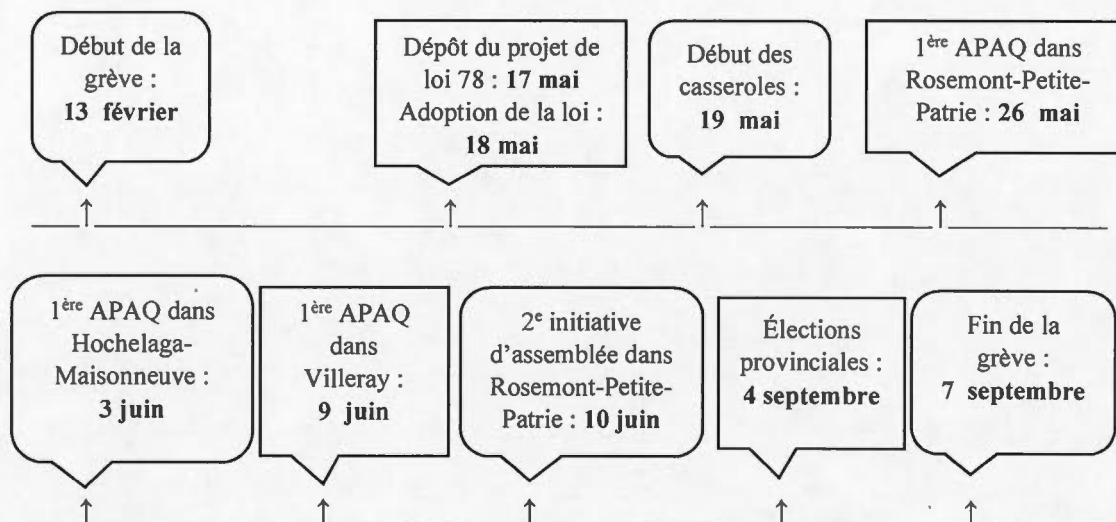 Début de la
grève :
13 février
Dépôt du projet de
loi 78 : 17 mai
Adoption de la loi :
18 mai
Début des
casseroles :
19 mai
1ère APAQ dans
Rosemont-Petite-
Patrie : 26 mai
1ère APAQ dans
Hochelaga-
Maisonneuve :
3 juin
1ère APAQ
dans
Villeray :
9 juin
2e initiative
d'assemblée dans
Rosemont-Petite-
Patrie : 10 juin
Élections
provinciales :
4 septembre
Fin de la
grève :
7 septembre